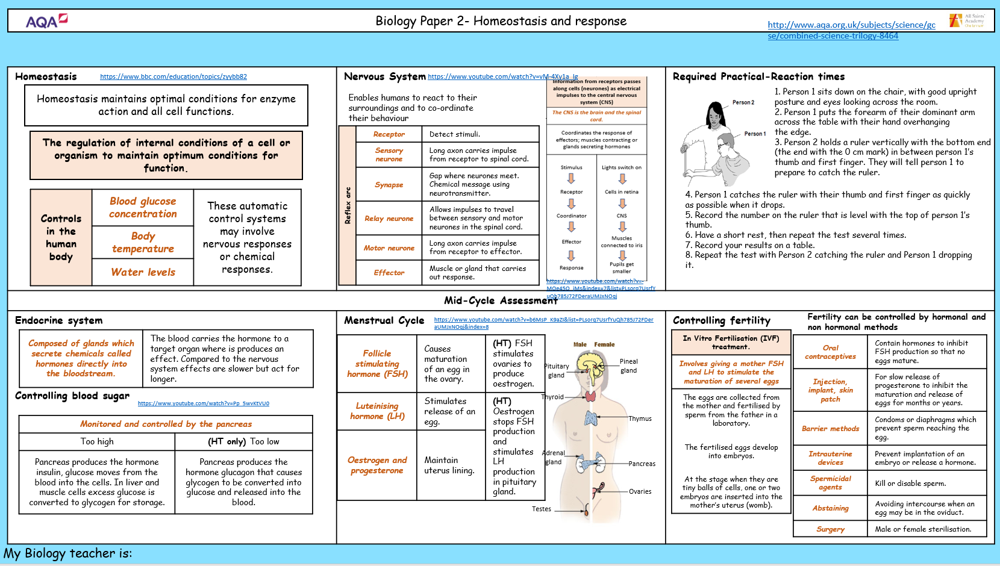 AQA
Biology Paper 2- Homeostasis and response
http://www.aqa.org.uk/subjects/science/gc
se/combined-science-trilogy-8464
All Saints'
Academy
Homeostasis
https://www.bbc.com/education/topics/zyybb82
Homeostasis maintains optimal conditions for enzyme
action and all cell functions.
The regulation of internal conditions of a cell or
organism to maintain optimum conditions for
function.
Controls
in the
human
body
Blood glucose
concentration
Body
temperature
Water levels
These automatic
control systems
may involve
nervous responses
or chemical
responses.
Nervous System
https://www.youtube.com/watch?v=vM-4Xy1a_lg
Enables humans to react to their
surroundings and to co-ordinate
their behaviour
Reflex arc
Receptor
Detect stimuli.
Sensory
neurone
Long axon carries impulse
from receptor to spinal cord.
Synapse
Gap where neurones meet.
Chemical message using
neurotransmitter.
Relay neurone
Allows impulses to travel
between sensory and motor
neurones in the spinal cord.
Motor neurone
Long axon carries impulse
from receptor to effector.
Effector
Muscle or gland that carries
out response.
Information from receptors passes
along cells (neurones) as electrical
impulses to the central nervous
system (CNS)
The CNS is the brain and the spinal
cord.
Coordinates the response of
effectors; muscles contracting or
glands secreting hormones
Stimulus
Receptor
Coordinator
Effector
Response
Lights switch on
Cells in retina
CNS
Muscles
connected to iris
Pupils get
smaller
https://www.youtube.com/watch?v=-
Required Practical-Reaction times
Person 2
Person 1
1. Person 1 sits down on the chair, with good upright
posture and eyes looking across the room.
2. Person 1 puts the forearm of their dominant arm
across the table with their hand overhanging
the edge.
3. Person 2 holds a ruler vertically with the bottom end
(the end with the 0 cm mark) in between person 1's
thumb and first finger. They will tell person 1 to
prepare to catch the ruler.
4. Person 1 catches the ruler with their thumb and first finger as quickly
as possible when it drops.
5. Record the number on the ruler that is level with the top of person 1's
thumb.
6. Have a short rest, then repeat the test several times.
7. Record your results on a table.
8. Repeat the test with Person 2 catching the ruler and Person 1 dropping
it.
Mid-Cycle Assessment
Endocrine system
Composed of glands which
secrete chemicals called
hormones directly into
the bloodstream.
The blood carries the hormone to a
target organ where is produces an
effect. Compared to the nervous
system effects are slower but act for
longer.
Controlling blood sugar
https://www.youtube.com/watch?v=Pp_5wvKtVU0
Monitored and controlled by the pancreas
Too high
(HT only) Too low
Pancreas produces the hormone
insulin, glucose moves from the
blood into the cells. In liver and
muscle cells excess glucose is
converted to glycogen for storage.
Pancreas produces the
hormone glucagon that causes
glycogen to be converted into
glucose and released into the
blood.
Menstrual Cycle
https://www.youtube.com/watch?v=b6MsP_K9aZI&list=PLsorq7UsrfYuQh785J72FDer
aUMJxNOqj&index=8
Follicle
stimulating
hormone (FSH)
Causes
maturation
of an egg in
the ovary.
(HT) FSH
stimulates
ovaries to
produce
oestrogen.
Luteinising
hormone (LH)
Stimulates
release of an
egg.
(HT)
Oestrogen
stops FSH
production
and
stimulates
LH
production
in pituitary
gland.
Oestrogen and
progesterone
Maintain
uterus lining.
Male Female
Pituitary
gland
Pineal
gland
Thyroid
Thymus
Adrenal
gland
Pancreas
Ovaries
Testes
Controlling fertility
Fertility can be controlled by hormonal and
non hormonal methods
In Vitro Fertilisation (IVF)
treatment.
Involves giving a mother FSH
and LH to stimulate the
maturation of several eggs
The eggs are collected from
the mother and fertilised by
sperm from the father in a
laboratory.
The fertilised eggs develop
into embryos.
At the stage when they are
tiny balls of cells, one or two
embryos are inserted into the
mother's uterus (womb).
Oral
contraceptives
Contain hormones to inhibit
FSH production so that no
eggs mature.
Injection,
implant, skin
patch
For slow release of
progesterone to inhibit the
maturation and release of
eggs for months or years.
Barrier methods
Condoms or diaphragms which
prevent sperm reaching the
egg.
Intrauterine
devices
Prevent implantation of an
embryo or release a hormone.
Spermicidal
agents
Kill or disable sperm.
Abstaining
Avoiding intercourse when an
egg may be in the oviduct.
Surgery
Male or female sterilisation.
My Biology teacher is: